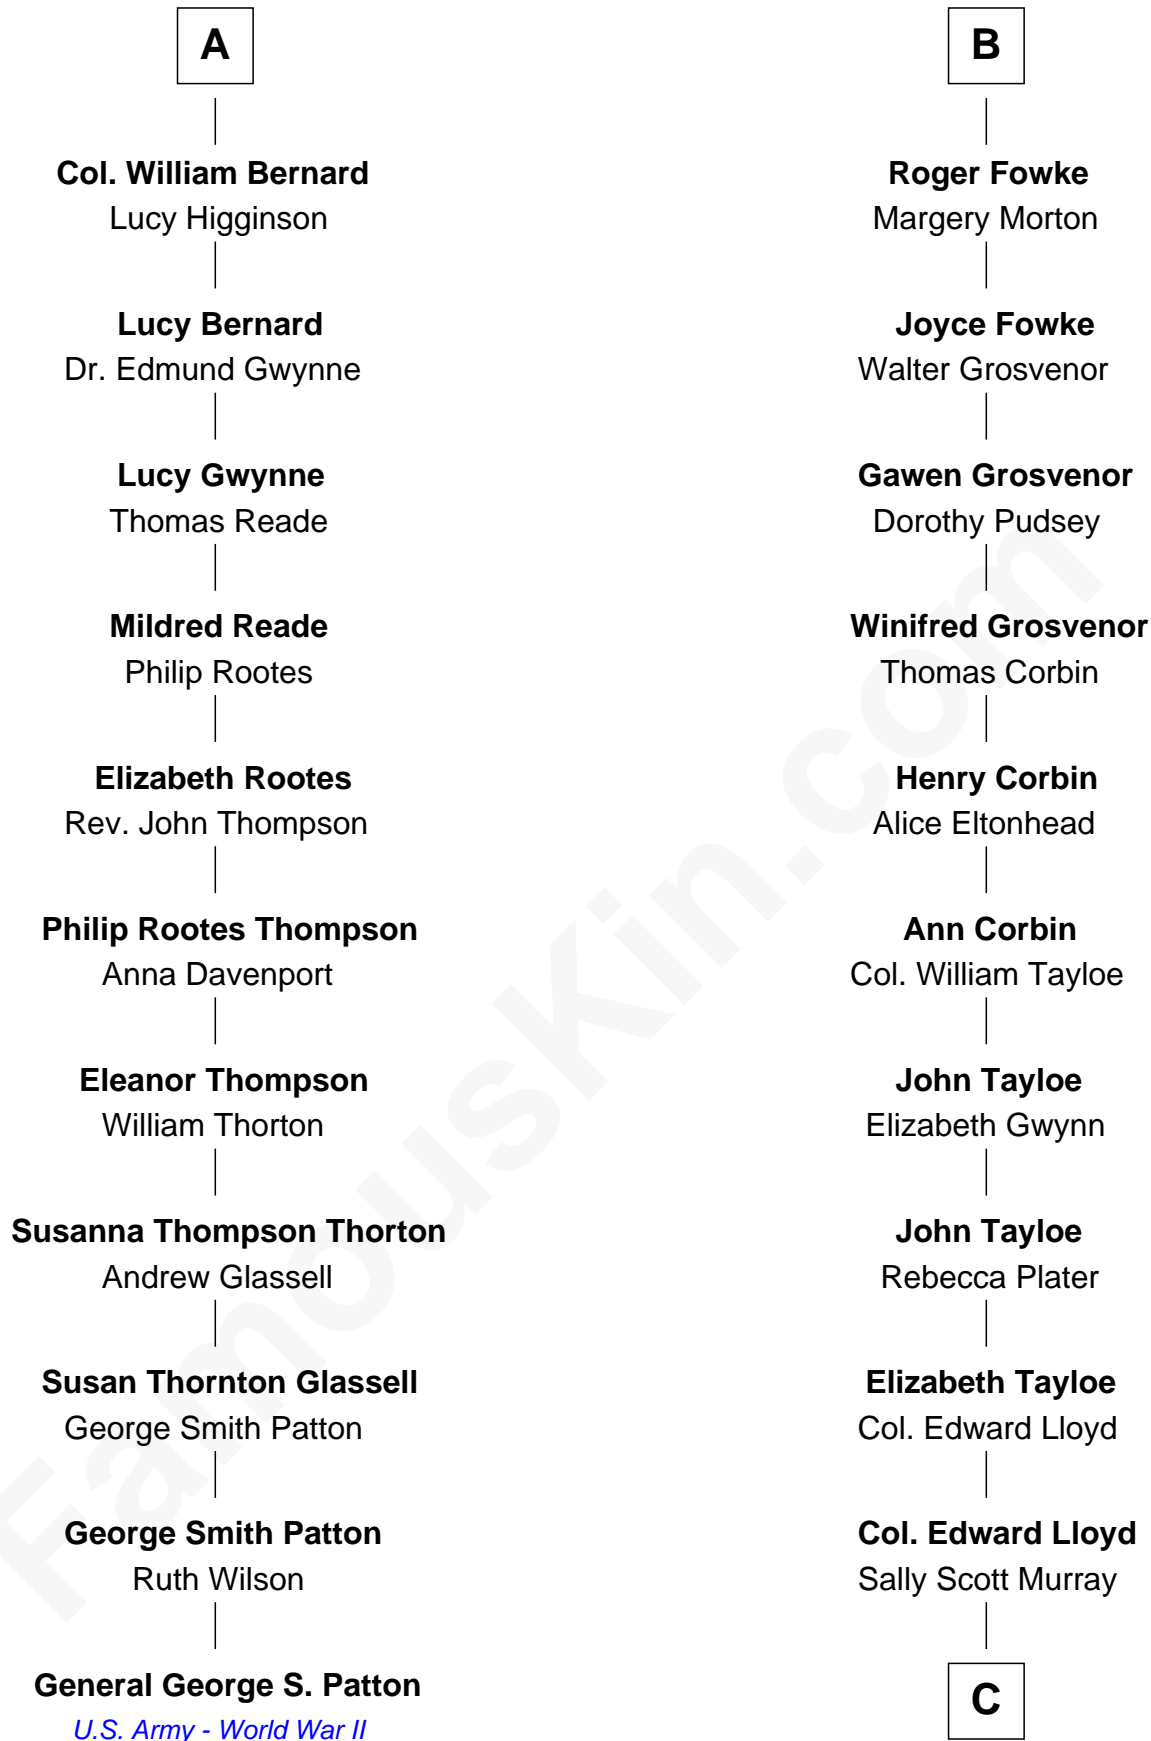 A
Col. William Bernard
Lucy Higginson
Lucy Bernard
Dr. Edmund Gwynne
Lucy Gwynne
Thomas Reade
Mildred Reade
Philip Rootes
Elizabeth Rootes
Rev. John Thompson
Philip Rootes Thompson
Anna Davenport
Eleanor Thompson
William Thorton
Susanna Thompson Thorton
Andrew Glassell
Susan Thornton Glassell
George Smith Patton
George Smith Patton
Ruth Wilson
General George S. Patton
U.S. Army - World War II
B
Roger Fowke
Margery Morton
Joyce Fowke
Walter Grosvenor
Gawen Grosvenor
Dorothy Pudsey
Winifred Grosvenor
Thomas Corbin
Henry Corbin
Alice Eltonhead
Ann Corbin
Col. William Tayloe
John Tayloe
Elizabeth Gwynn
John Tayloe
Rebecca Plater
Elizabeth Tayloe
Col. Edward Lloyd
Col. Edward Lloyd
Sally Scott Murray
C
FamousKin.com